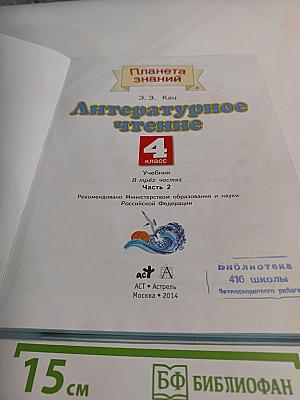 Планета
знаний
Э. Э. Кац
Литературное
чтение
4
класс
Учебник
В трёх частях
Часть 2
Рекомендовано Министерством образования и науки
Российской Федерации
АСТ
А
АСТ • Астрель
Москва • 2014
Библиотека
416 школы
15 см
БФ БИБЛИОФАН